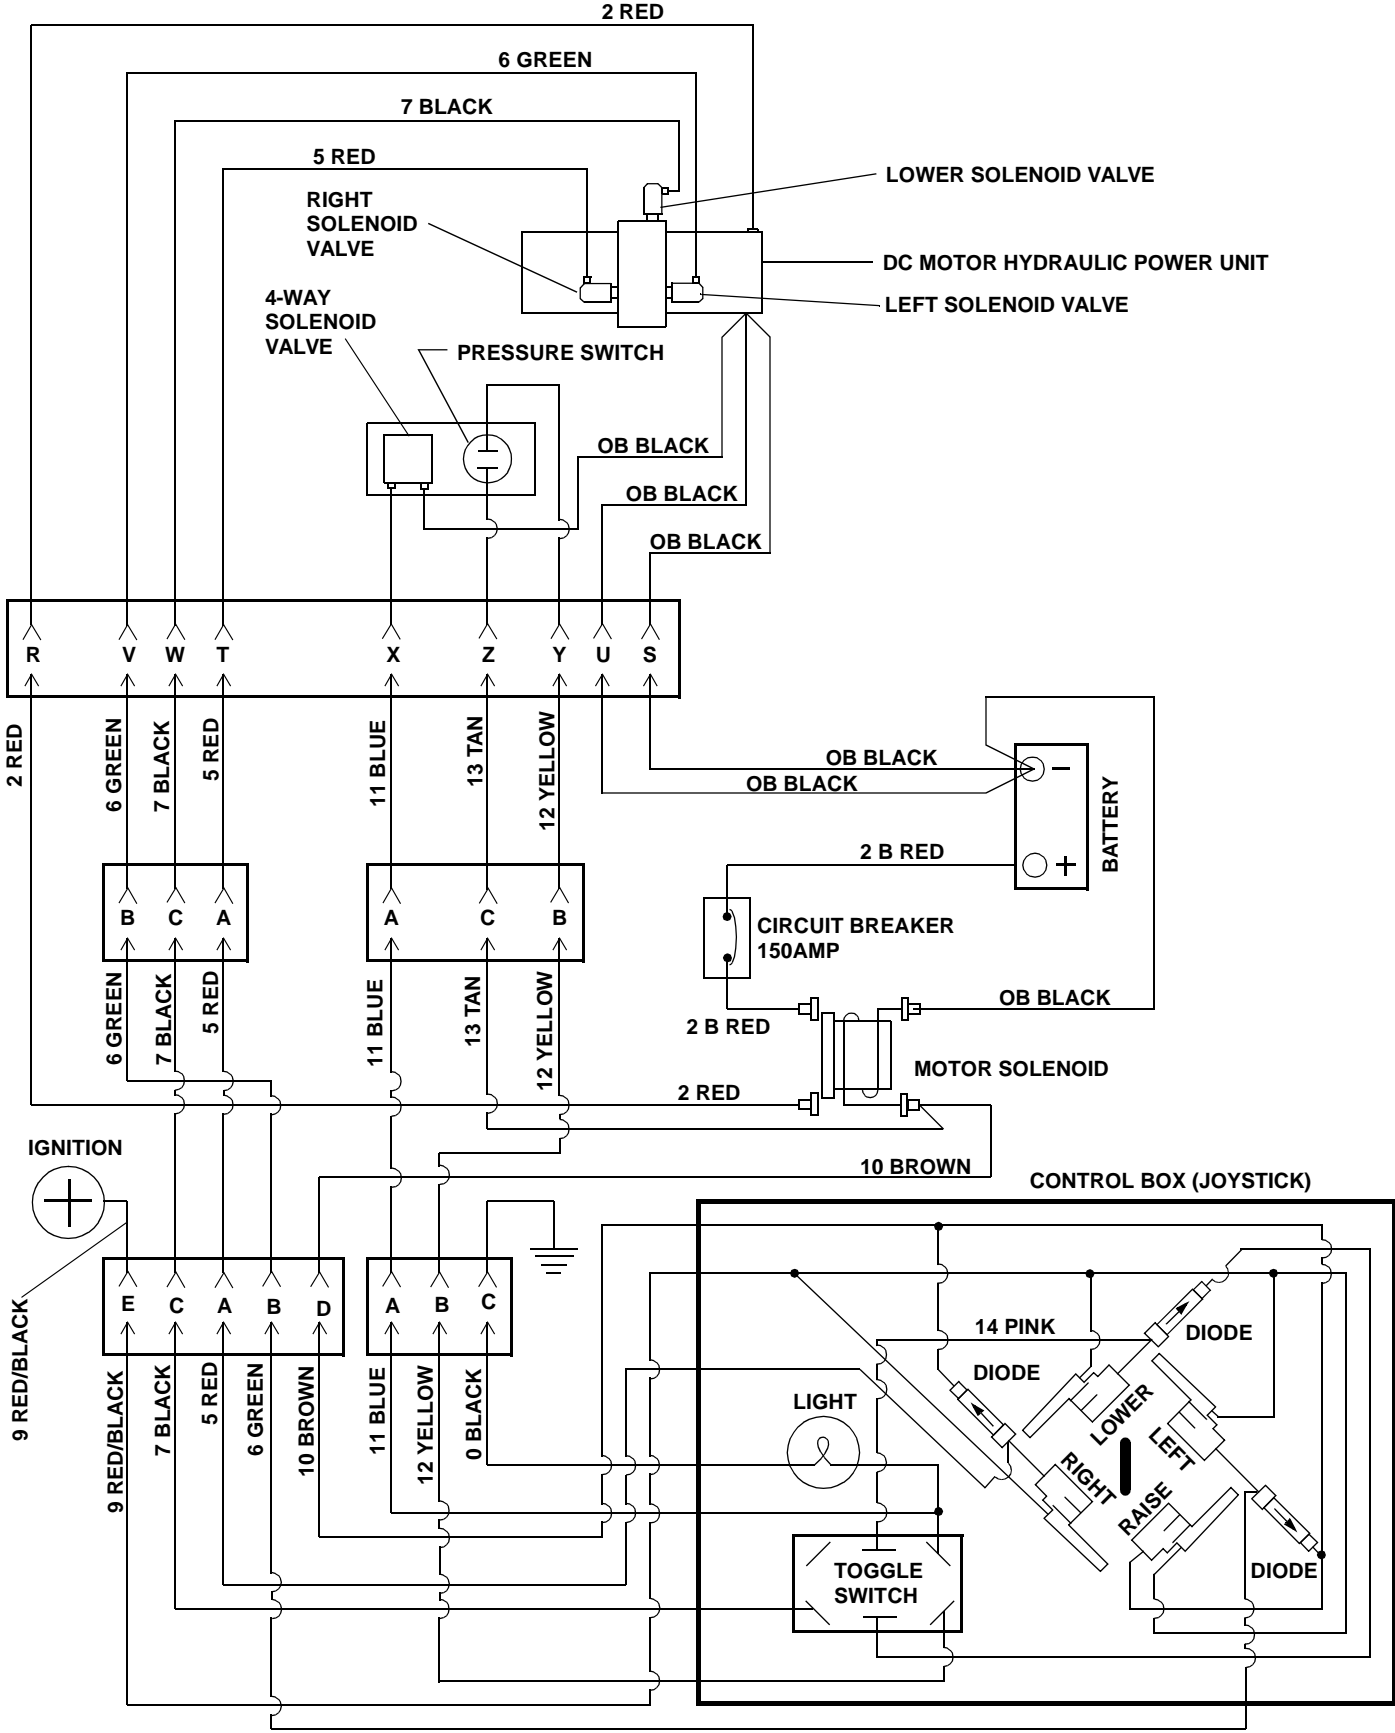 2 RED
6 GREEN
7 BLACK
5 RED
LOWER SOLENOID VALVE
RIGHT
SOLENOID
VALVE
DC MOTOR HYDRAULIC POWER UNIT
LEFT SOLENOID VALVE
4-WAY
SOLENOID
VALVE
PRESSURE SWITCH
OB BLACK
OB BLACK
OB BLACK
R
V
W
T
X
Z
Y
U
S
2 RED
6 GREEN
7 BLACK
5 RED
11 BLUE
13 TAN
12 YELLOW
OB BLACK
OB BLACK
−
+
BATTERY
2 B RED
CIRCUIT BREAKER
150AMP
B
C
A
A
C
B
6 GREEN
7 BLACK
5 RED
11 BLUE
13 TAN
12 YELLOW
2 B RED
OB BLACK
MOTOR SOLENOID
2 RED
IGNITION
10 BROWN
CONTROL BOX (JOYSTICK)
9 RED/BLACK
E
C
A
B
D
A
B
C
9 RED/BLACK
7 BLACK
5 RED
6 GREEN
10 BROWN
11 BLUE
12 YELLOW
0 BLACK
14 PINK
DIODE
DIODE
LIGHT
LOWER
LEFT
RIGHT
RAISE
DIODE
TOGGLE
SWITCH